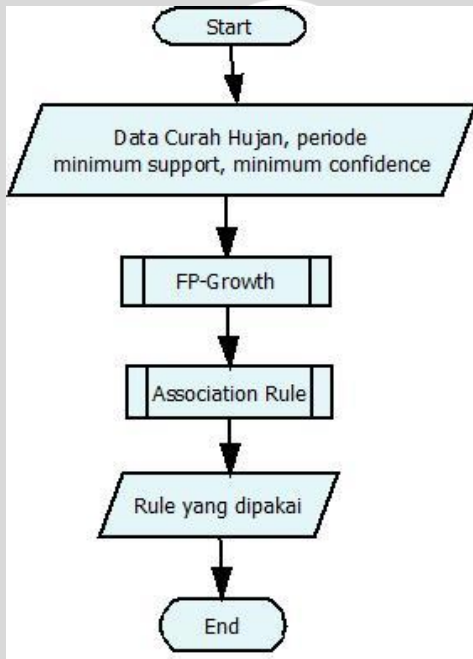 Start
Data Curah Hujan, periode
minimum support, minimum confidence
FP-Growth
Association Rule
Rule yang dipakai
End